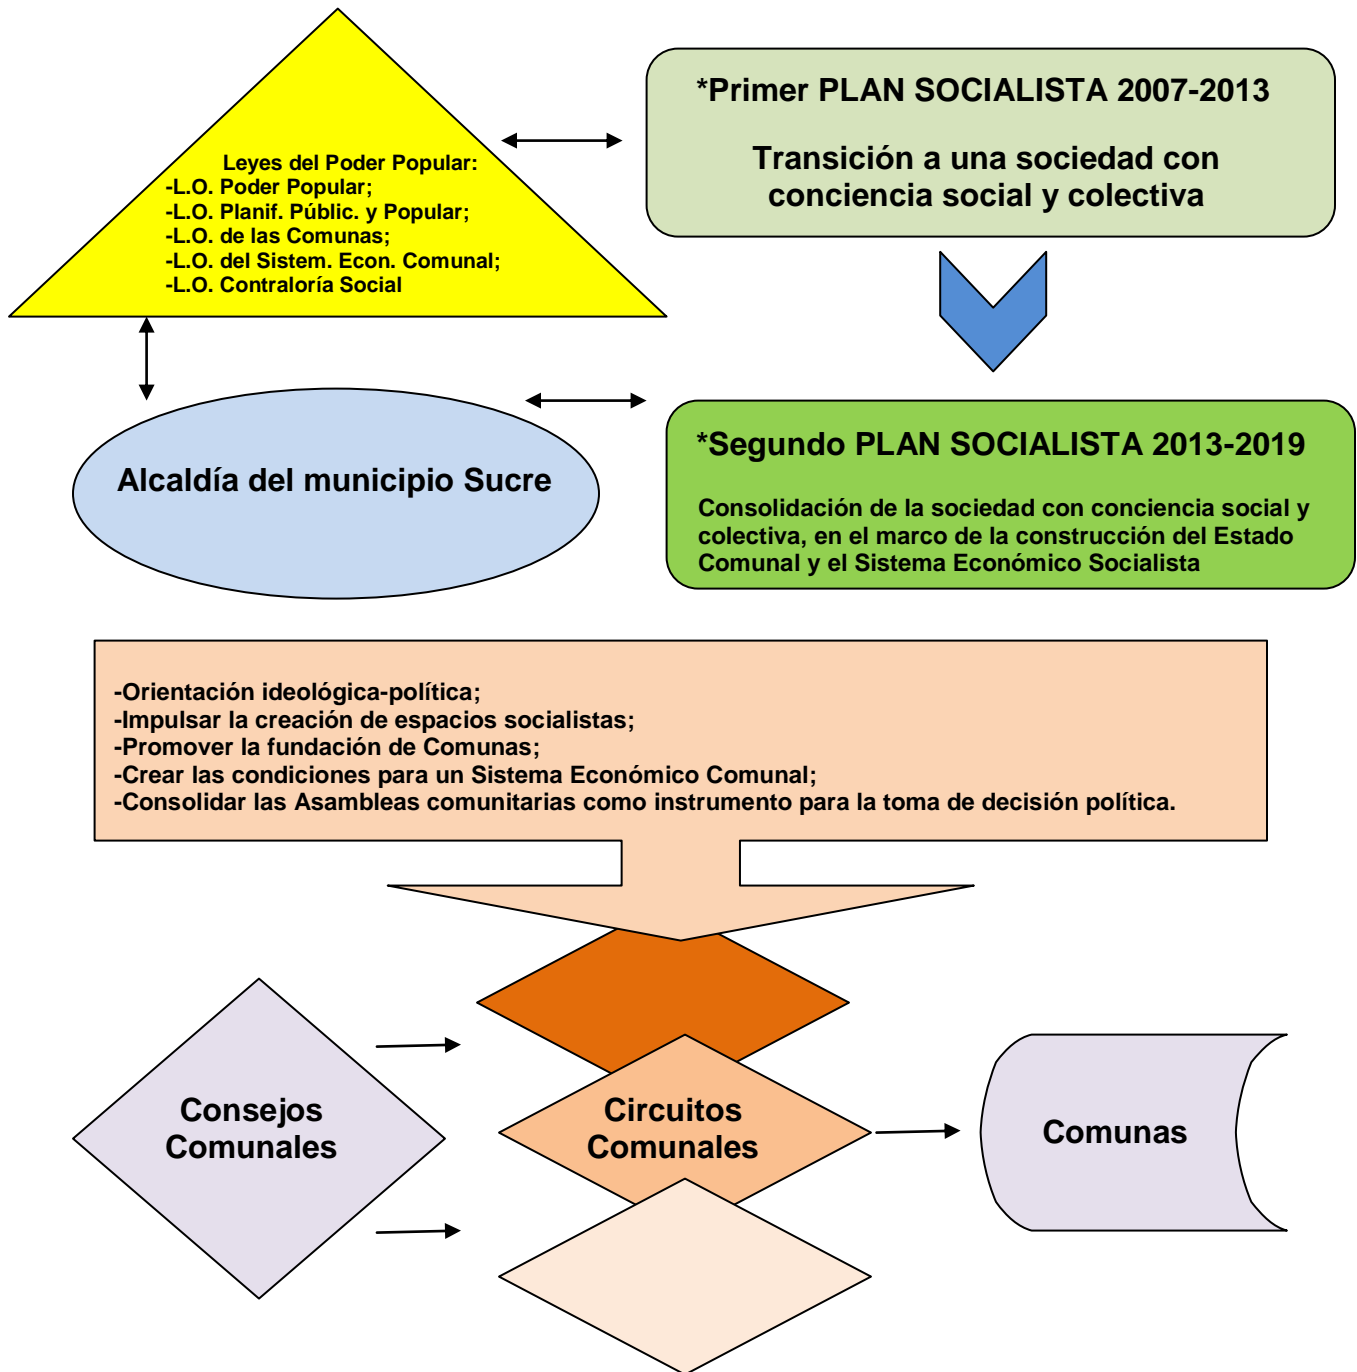 Leyes del Poder Popular:
-L.O. Poder Popular;
-L.O. Planif. Públic. y Popular;
-L.O. de las Comunas;
-L.O. del Sistem. Econ. Comunal;
-L.O. Contraloría Social
*Primer PLAN SOCIALISTA 2007-2013
Transición a una sociedad con
conciencia social y colectiva
Alcaldía del municipio Sucre
*Segundo PLAN SOCIALISTA 2013-2019
Consolidación de la sociedad con conciencia social y
colectiva, en el marco de la construcción del Estado
Comunal y el Sistema Económico Socialista
-Orientación ideológica-política;
-Impulsar la creación de espacios socialistas;
-Promover la fundación de Comunas;
-Crear las condiciones para un Sistema Económico Comunal;
-Consolidar las Asambleas comunitarias como instrumento para la toma de decisión política.
Consejos
Comunales
Circuitos
Comunales
Comunas